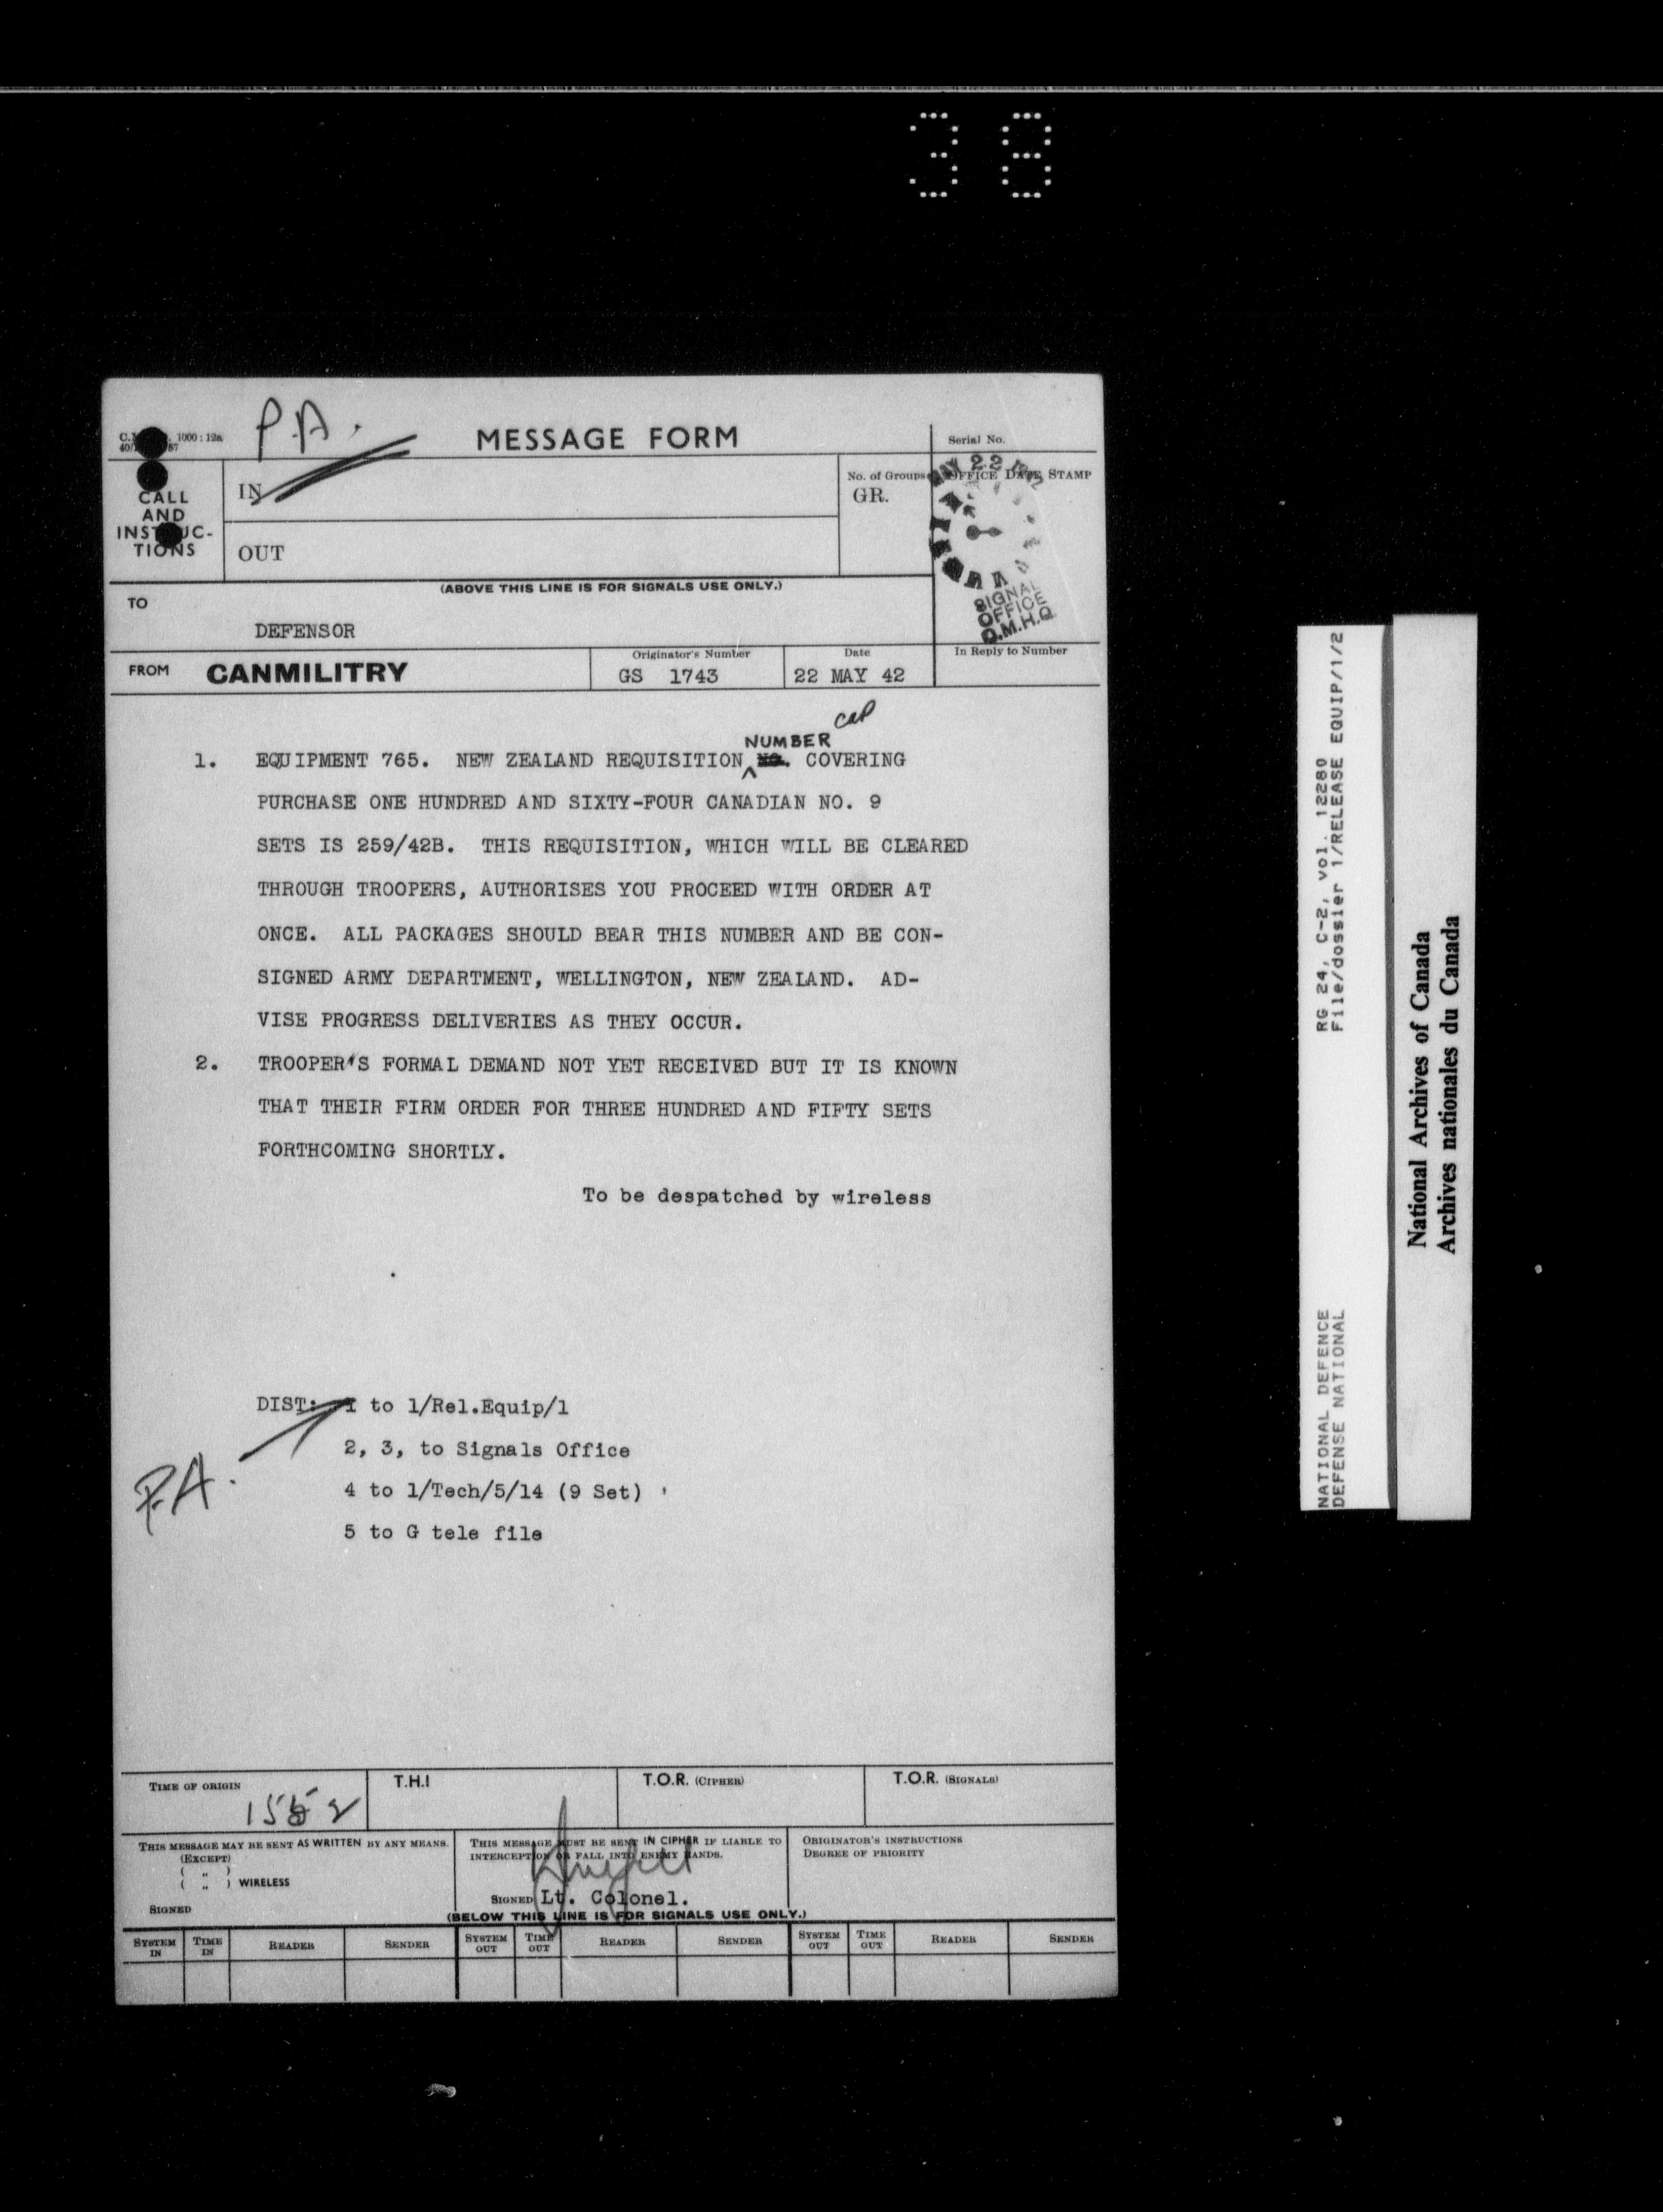 38
P.A.
MESSAGE FORM
Serial No.
1000 : 12a
CALL
AND
INSTRUC-
TIONS
IN
OUT
No. of Groups
GR.
OFFICE DATE STAMP
MAY 22
SIGNAL
OFFICE
(ABOVE THIS LINE IS FOR SIGNALS USE ONLY.)
TO
DEFENSOR
FROM CANMILITRY
Originator's Number
GS 1743
Date
22 MAY 42
In Reply to Number
NUMBER
1. EQUIPMENT 765. NEW ZEALAND REQUISITION NO. COVERING
PURCHASE ONE HUNDRED AND SIXTY-FOUR CANADIAN NO. 9
SETS IS 259/42B. THIS REQUISITION, WHICH WILL BE CLEARED
THROUGH TROOPERS, AUTHORISES YOU PROCEED WITH ORDER AT
ONCE. ALL PACKAGES SHOULD BEAR THIS NUMBER AND BE CON-
SIGNED ARMY DEPARTMENT, WELLINGTON, NEW ZEALAND. AD-
VISE PROGRESS DELIVERIES AS THEY OCCUR.
2. TROOPER'S FORMAL DEMAND NOT YET RECEIVED BUT IT IS KNOWN
THAT THEIR FIRM ORDER FOR THREE HUNDRED AND FIFTY SETS
FORTHCOMING SHORTLY.
To be despatched by wireless
DIST: 1 to 1/Rel.Equip/1
2, 3, to Signals Office
4 to 1/Tech/5/14 (9 Set)
5 to G tele file
P.A.
TIME OF ORIGIN
T.H.I
T.O.R. (CIPHER)
T.O.R. (SIGNALS)
THIS MESSAGE MAY BE SENT AS WRITTEN BY ANY MEANS.
(EXCEPT)
( „ )
( „ ) WIRELESS
SIGNED
THIS MESSAGE MUST BE SENT IN CIPHER IF LIABLE TO
INTERCEPTION OR FALL INTO ENEMY HANDS.
SIGNED Lt. Colonel.
ORIGINATOR'S INSTRUCTIONS
DEGREE OF PRIORITY
(BELOW THIS LINE IS FOR SIGNALS USE ONLY.)
SYSTEM IN
TIME IN
READER
SENDER
SYSTEM OUT
TIME OUT
READER
SENDER
SYSTEM OUT
TIME OUT
READER
SENDER
NATIONAL DEFENCE RG 24, C-2, vol. 12280
DEFENSE NATIONAL File/dossier 1/RELEASE EQUIP/1/2
National Archives of Canada
Archives nationales du Canada